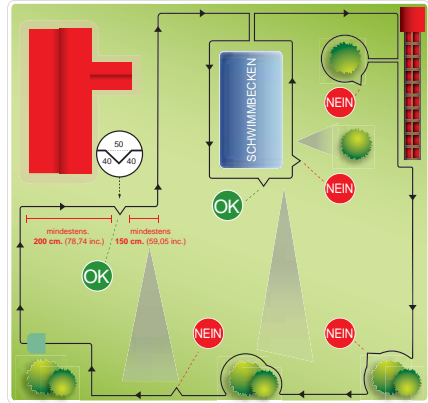 NEIN
SCHWIMMBECKEN
50
40 40
NEIN
OK
mindestens. mindestens
200 cm. (78,74 inc.) 150 cm. (59,05 inc.)
OK
NEIN
NEIN